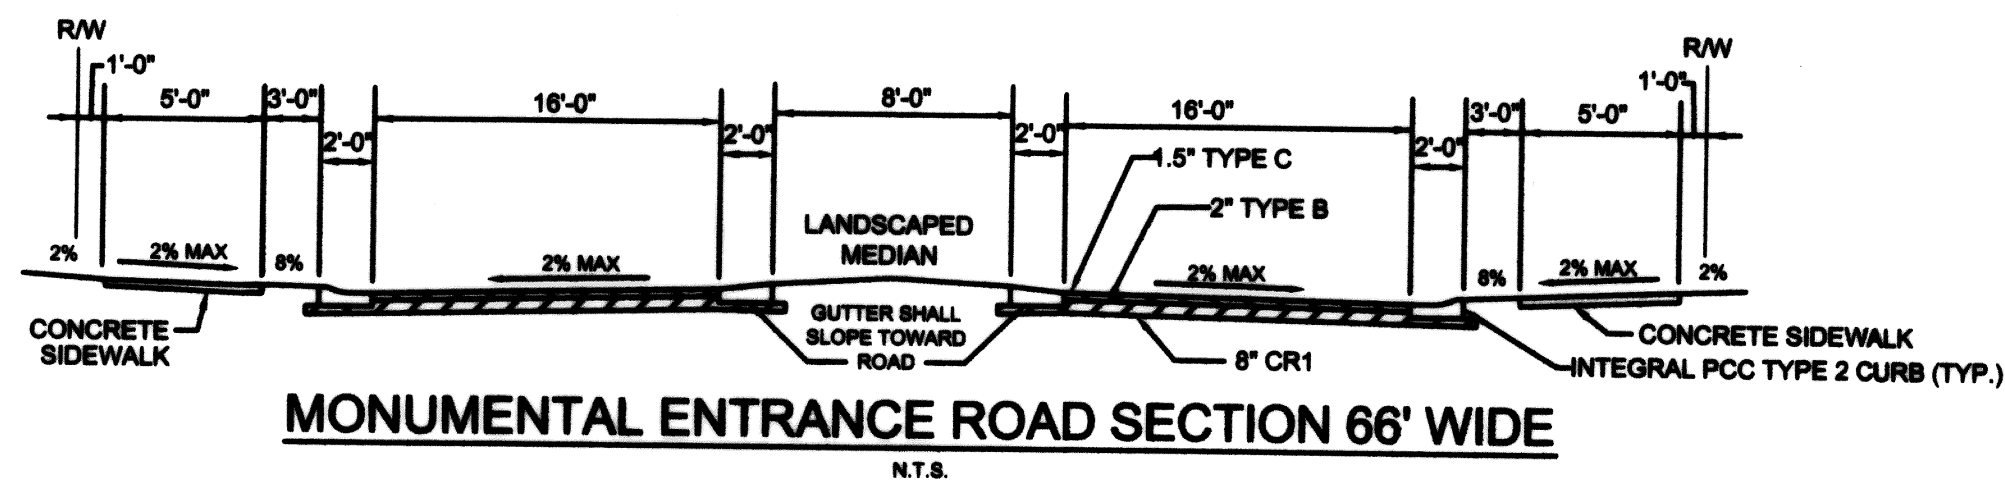 R/W
R/W
1'-0"
1'-0"
5'-0"
3'-0"
16'-0"
8'-0"
16'-0"
3'-0"
5'-0"
2'-0"
2'-0"
2'-0"
2'-0"
1.5" TYPE C
2" TYPE B
LANDSCAPED
MEDIAN
2%
2% MAX
8%
2% MAX
2% MAX
8%
2% MAX
2%
GUTTER SHALL
SLOPE TOWARD
ROAD
CONCRETE
SIDEWALK
CONCRETE SIDEWALK
8" CR1
INTEGRAL PCC TYPE 2 CURB (TYP.)
MONUMENTAL ENTRANCE ROAD SECTION 66' WIDE
N.T.S.